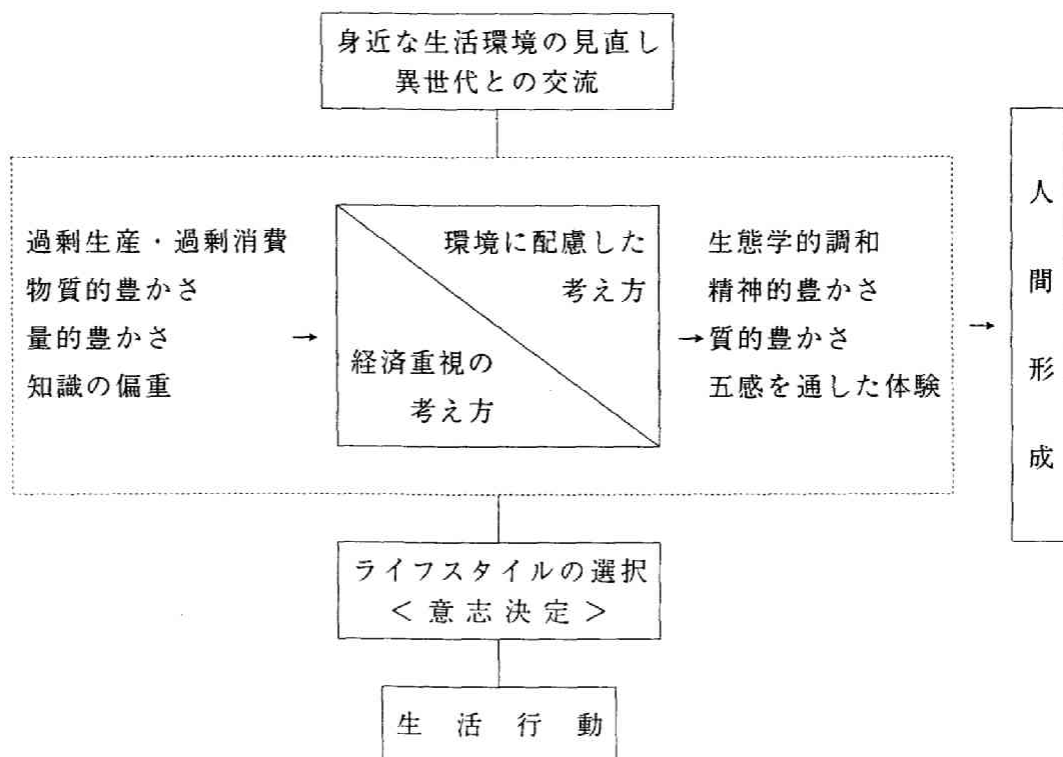 身近な生活環境の見直し
異世代との交流
過剰生産・過剰消費
物質的豊かさ
量的豊かさ
知識の偏重
→
環境に配慮した
考え方
経済重視の
考え方
→
生態学的調和
精神的豊かさ
質的豊かさ
五感を通した体験
→
人間形成
ライフスタイルの選択
＜意志決定＞
生活行動